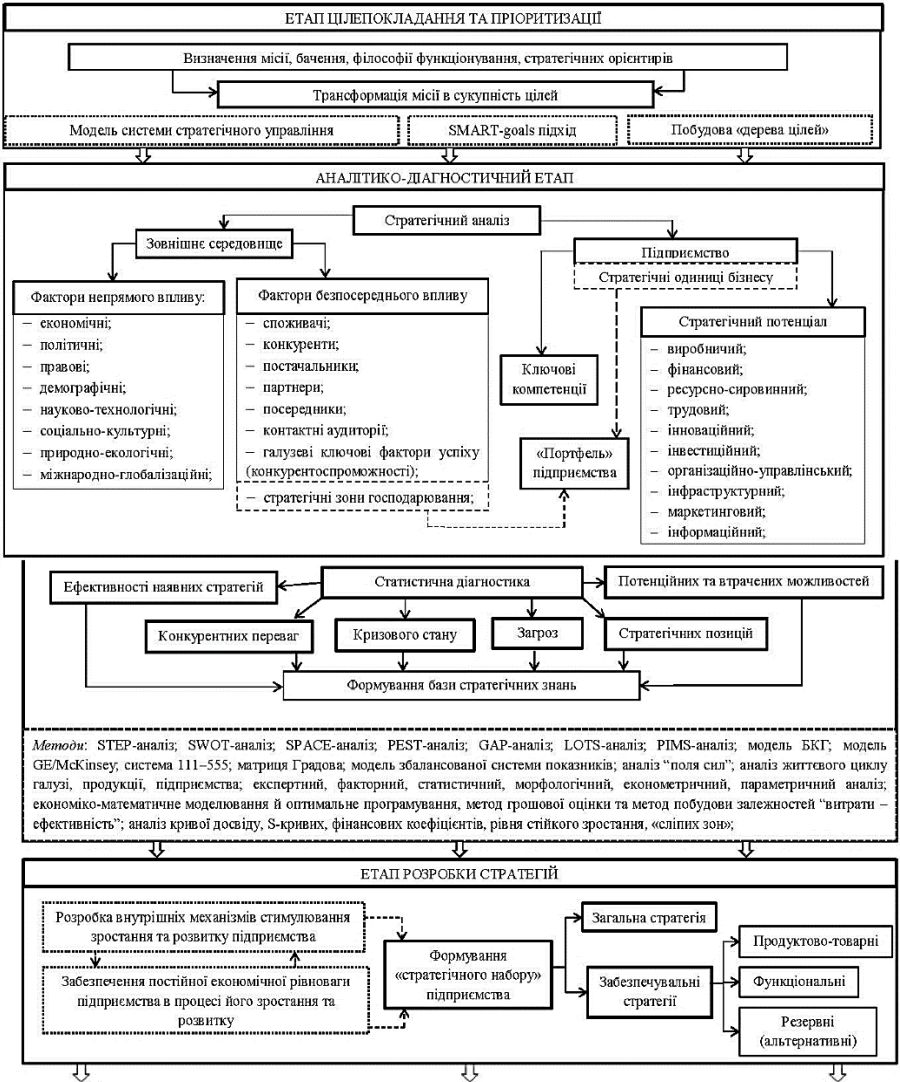 ЕТАП ЦІЛЕПОКЛАДАННЯ ТА ПРІОРИТИЗАЦІЇ
Визначення місії, бачення, філософії функціонування, стратегічних орієнтирів
Трансформація місії в сукупність цілей
Модель системи стратегічного управління
SMART-goals підхід
Побудова «дерева цілей»
АНАЛІТИКО-ДІАГНОСТИЧНИЙ ЕТАП
Стратегічний аналіз
Зовнішнє середовище
Підприємство
Стратегічні одиниці бізнесу
Фактори непрямого впливу:
– економічні;
– політичні;
– правові;
– демографічні;
– науково-технологічні;
– соціально-культурні;
– природно-екологічні;
– міжнародно-глобалізаційні;
Фактори безпосереднього впливу
– споживачі;
– конкуренти;
– постачальники;
– партнери;
– посередники;
– контактні аудиторії;
– галузеві ключові фактори успіху
(конкурентоспроможності);
– стратегічні зони господарювання;
Ключові
компетенції
«Портфель»
підприємства
Стратегічний потенціал
– виробничий;
– фінансовий;
– ресурсно-сировинний;
– трудовий;
– інноваційний;
– інвестиційний;
– організаційно-управлінський;
– інфраструктурний;
– маркетинговий;
– інформаційний;
Ефективності наявних стратегій
Статистична діагностика
Потенційних та втрачених можливостей
Конкурентних переваг
Кризового стану
Загроз
Стратегічних позицій
Формування бази стратегічних знань
Методи: STEP-аналіз; SWOT-аналіз; SPACE-аналіз; PEST-аналіз; GAP-аналіз; LOTS-аналіз; PIMS-аналіз; модель БКГ; модель
GE/McKinsey; система 111–555; матриця Градова; модель збалансованої системи показників; аналіз “поля сил”; аналіз життєвого циклу
галузі, продукції, підприємства; експертний, факторний, статистичний, морфологічний, економетричний, параметричний аналіз;
економіко-математичне моделювання й оптимальне програмування, метод грошової оцінки та метод побудови залежностей “витрати –
ефективність”; аналіз кривої досвіду, S-кривих, фінансових коефіцієнтів, рівня стійкого зростання, «сліпих зон»;
ЕТАП РОЗРОБКИ СТРАТЕГІЙ
Розробка внутрішніх механізмів стимулювання
зростання та розвитку підприємства
Забезпечення постійної економічної рівноваги
підприємства в процесі його зростання та
розвитку
Формування
«стратегічного набору»
підприємства
Загальна стратегія
Забезпечувальні
стратегії
Продуктово-товарні
Функціональні
Резервні
(альтернативні)